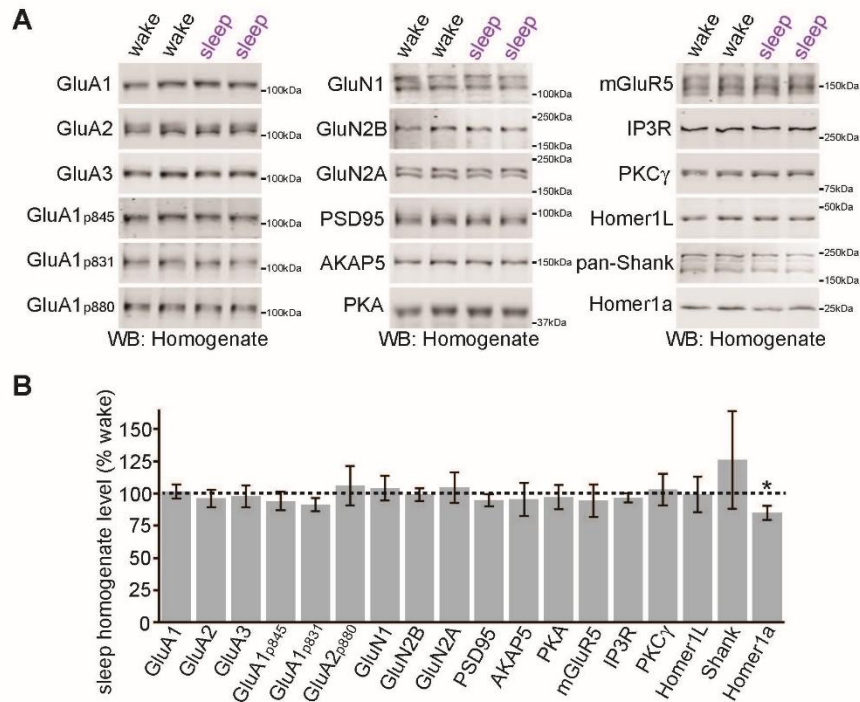 A
wake wake sleep sleep
GluA1 100kDa
GluA2 100kDa
GluA3 100kDa
GluA1p845 100kDa
GluA1p831 100kDa
GluA1p880 100kDa
WB: Homogenate
wake wake sleep sleep
GluN1 100kDa
GluN2B 250kDa 150kDa
GluN2A 250kDa 150kDa
PSD95 100kDa
AKAP5 150kDa
PKA 37kDa
WB: Homogenate
wake wake sleep sleep
mGluR5 150kDa
IP3R 250kDa
PKCγ 75kDa
Homer1L 50kDa
pan-Shank 250kDa 150kDa
Homer1a 25kDa
WB: Homogenate
B
sleep homogenate level (% wake)
150
125
100
75
50
25
0
*
GluA1 GluA2 GluA3 GluA1p845 GluA1p831 GluA2p880 GluN1 GluN2B GluN2A PSD95 AKAP5 PKA mGluR5 IP3R PKCγ Homer1L Shank Homer1a